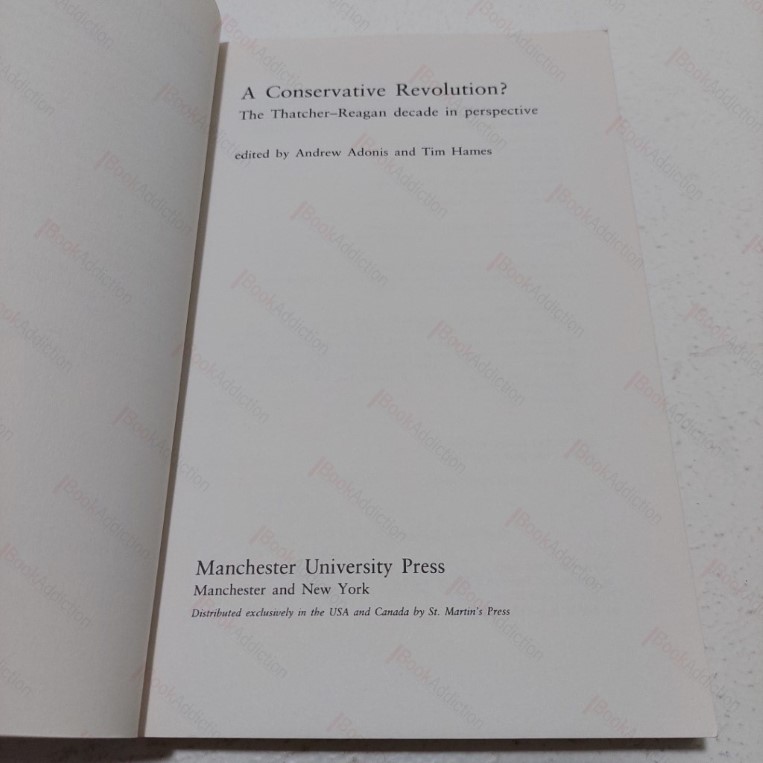 A Conservative Revolution?
The Thatcher–Reagan decade in perspective
edited by Andrew Adonis and Tim Hames
Manchester University Press
Manchester and New York
Distributed exclusively in the USA and Canada by St. Martin's Press
BookAddiction